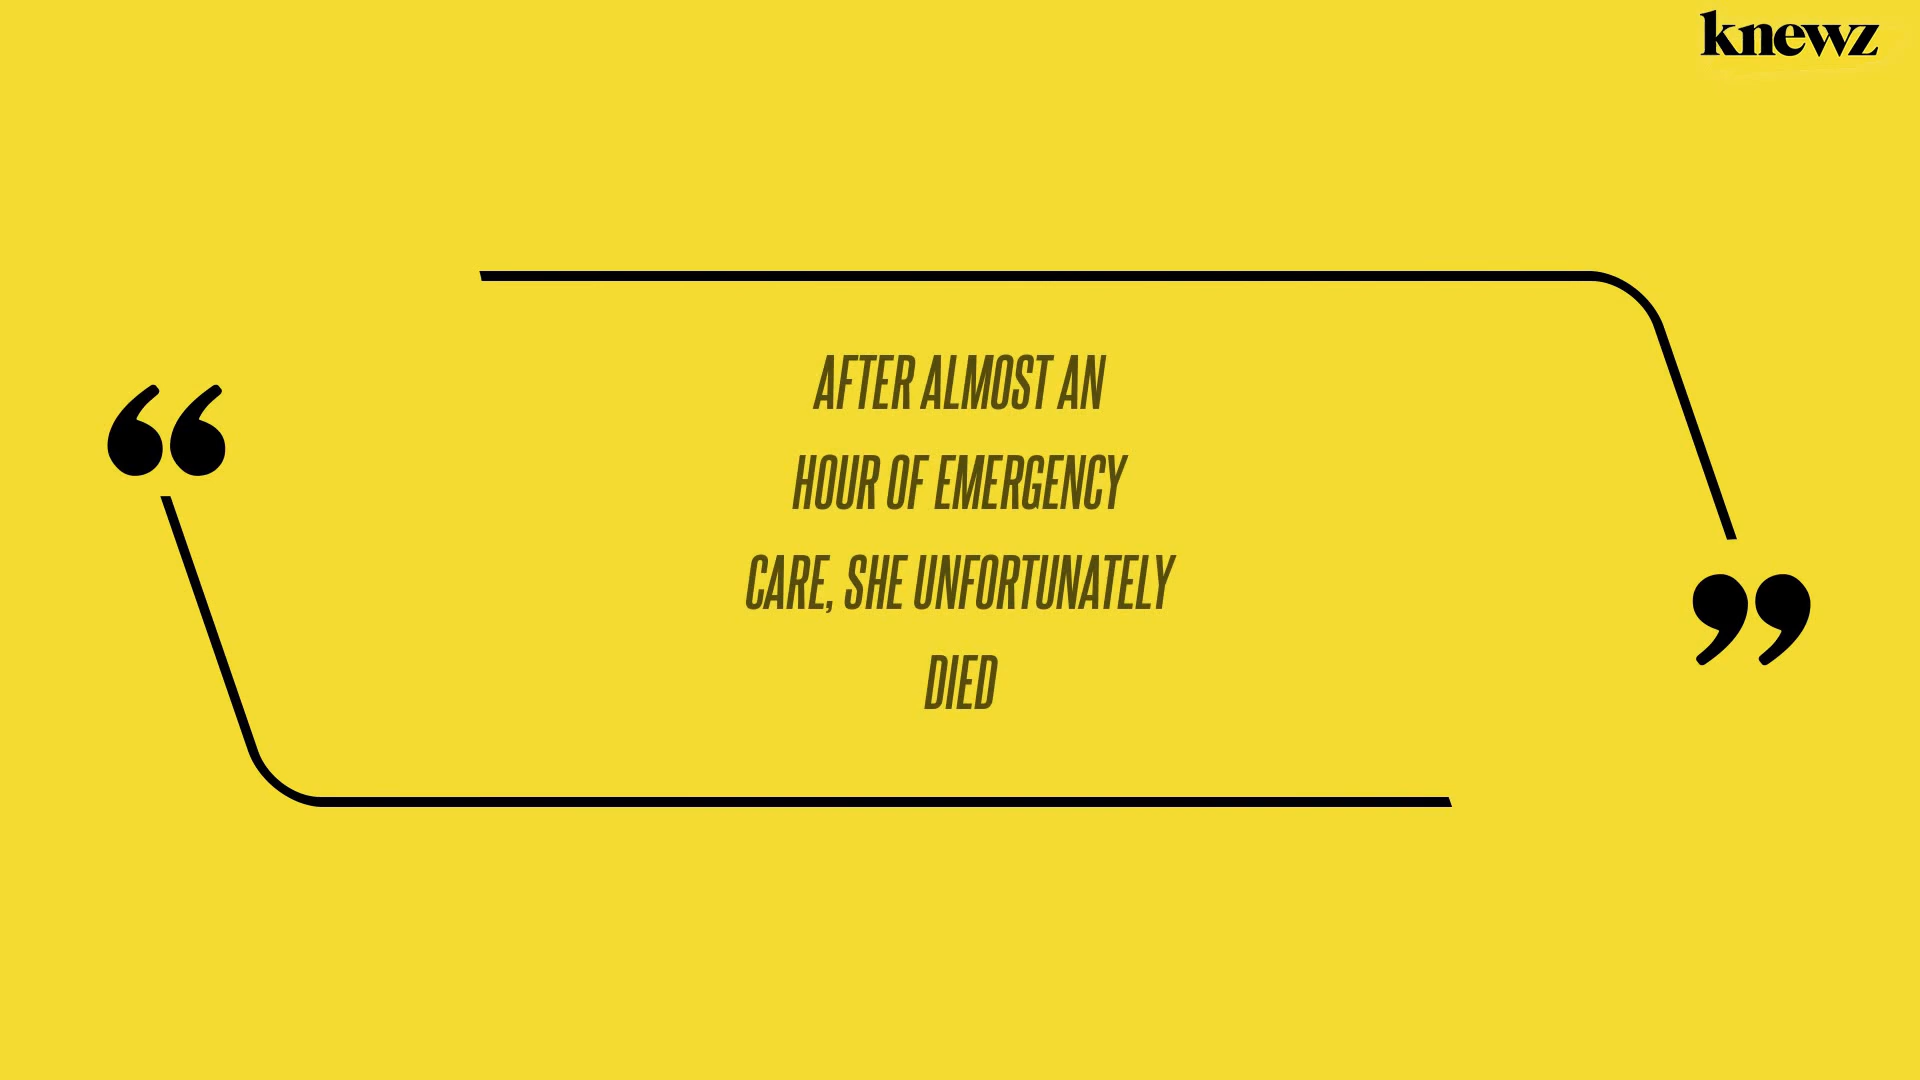 knewz
“
AFTER ALMOST AN
HOUR OF EMERGENCY
CARE, SHE UNFORTUNATELY
DIED
”